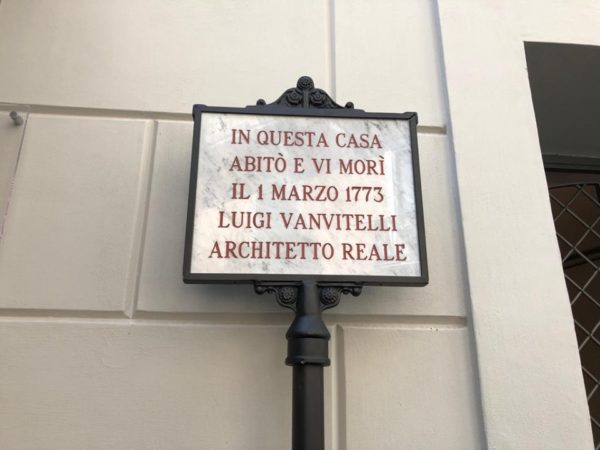 IN QUESTA CASA
ABITÒ E VI MORÌ
IL 1 MARZO 1773
LUIGI VANVITELLI
ARCHITETTO REALE